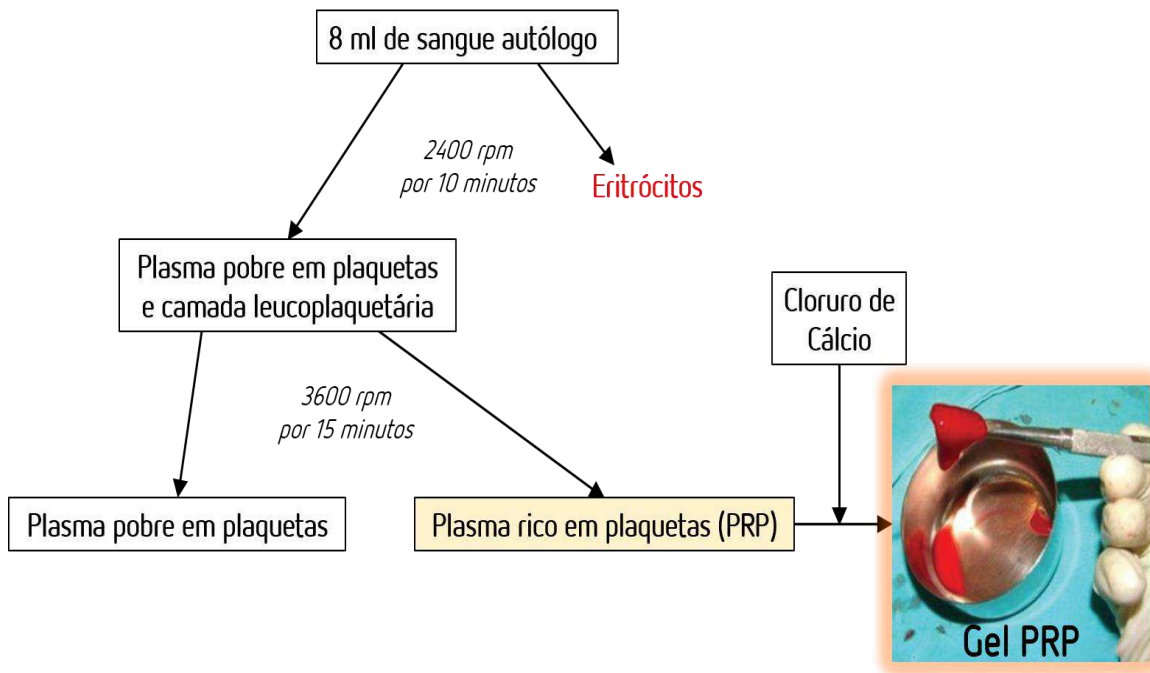 8 ml de sangue autólogo
2400 rpm
por 10 minutos
Eritrócitos
Plasma pobre em plaquetas
e camada leucoplaquetária
Cloruro de
Cálcio
3600 rpm
por 15 minutos
Plasma pobre em plaquetas
Plasma rico em plaquetas (PRP)
Gel PRP